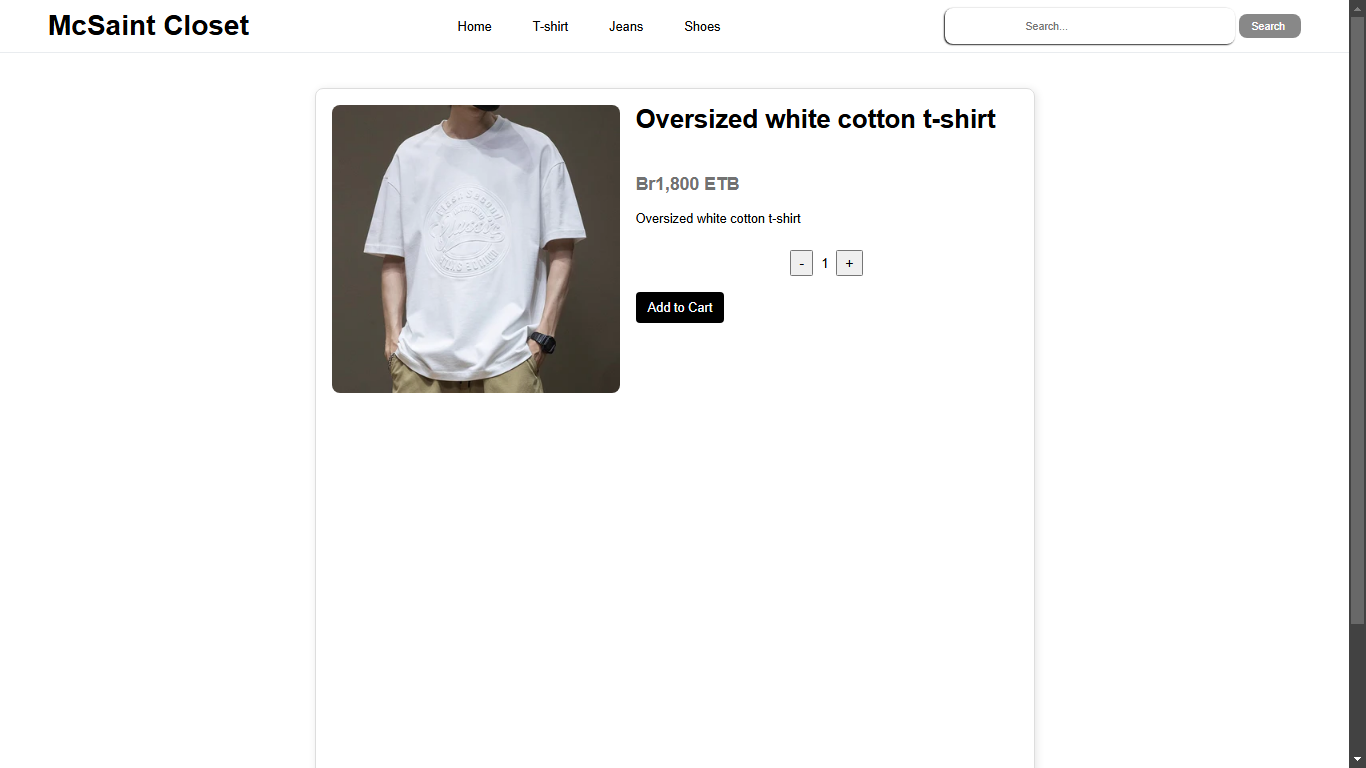 McSaint Closet
Home
T-shirt
Jeans
Shoes
Search...
Search
Oversized white cotton t-shirt
Classic
Br1,800 ETB
Oversized white cotton t-shirt
- 1 +
Add to Cart